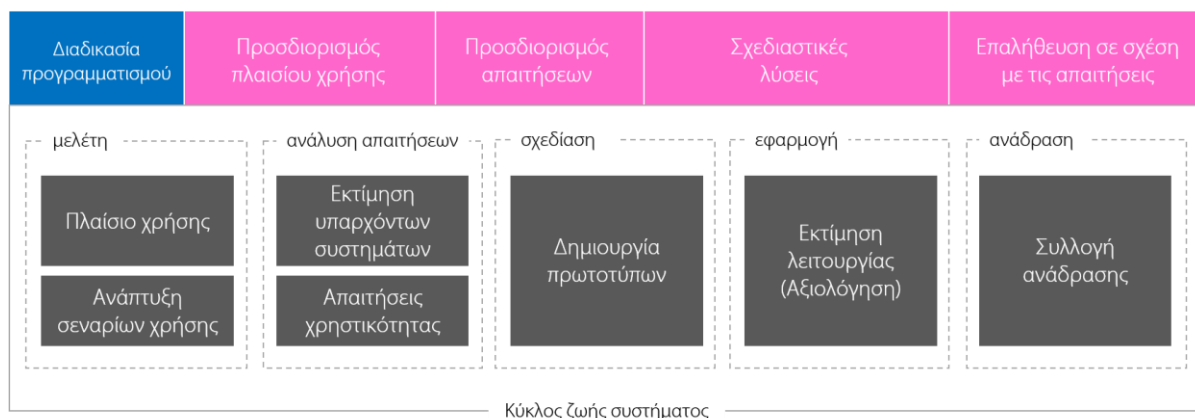 Διαδικασία
προγραμματισμού
Προσδιορισμός
πλαισίου χρήσης
Προσδιορισμός
απαιτήσεων
Σχεδιαστικές
λύσεις
Επαλήθευση σε σχέση
με τις απαιτήσεις
μελέτη
Πλαίσιο χρήσης
Ανάπτυξη
σεναρίων χρήσης
ανάλυση απαιτήσεων
Εκτίμηση
υπαρχόντων
συστημάτων
Απαιτήσεις
χρηστικότητας
σχεδίαση
Δημιουργία
πρωτοτύπων
εφαρμογή
Εκτίμηση
λειτουργίας
(Αξιολόγηση)
ανάδραση
Συλλογή
ανάδρασης
Κύκλος ζωής συστήματος